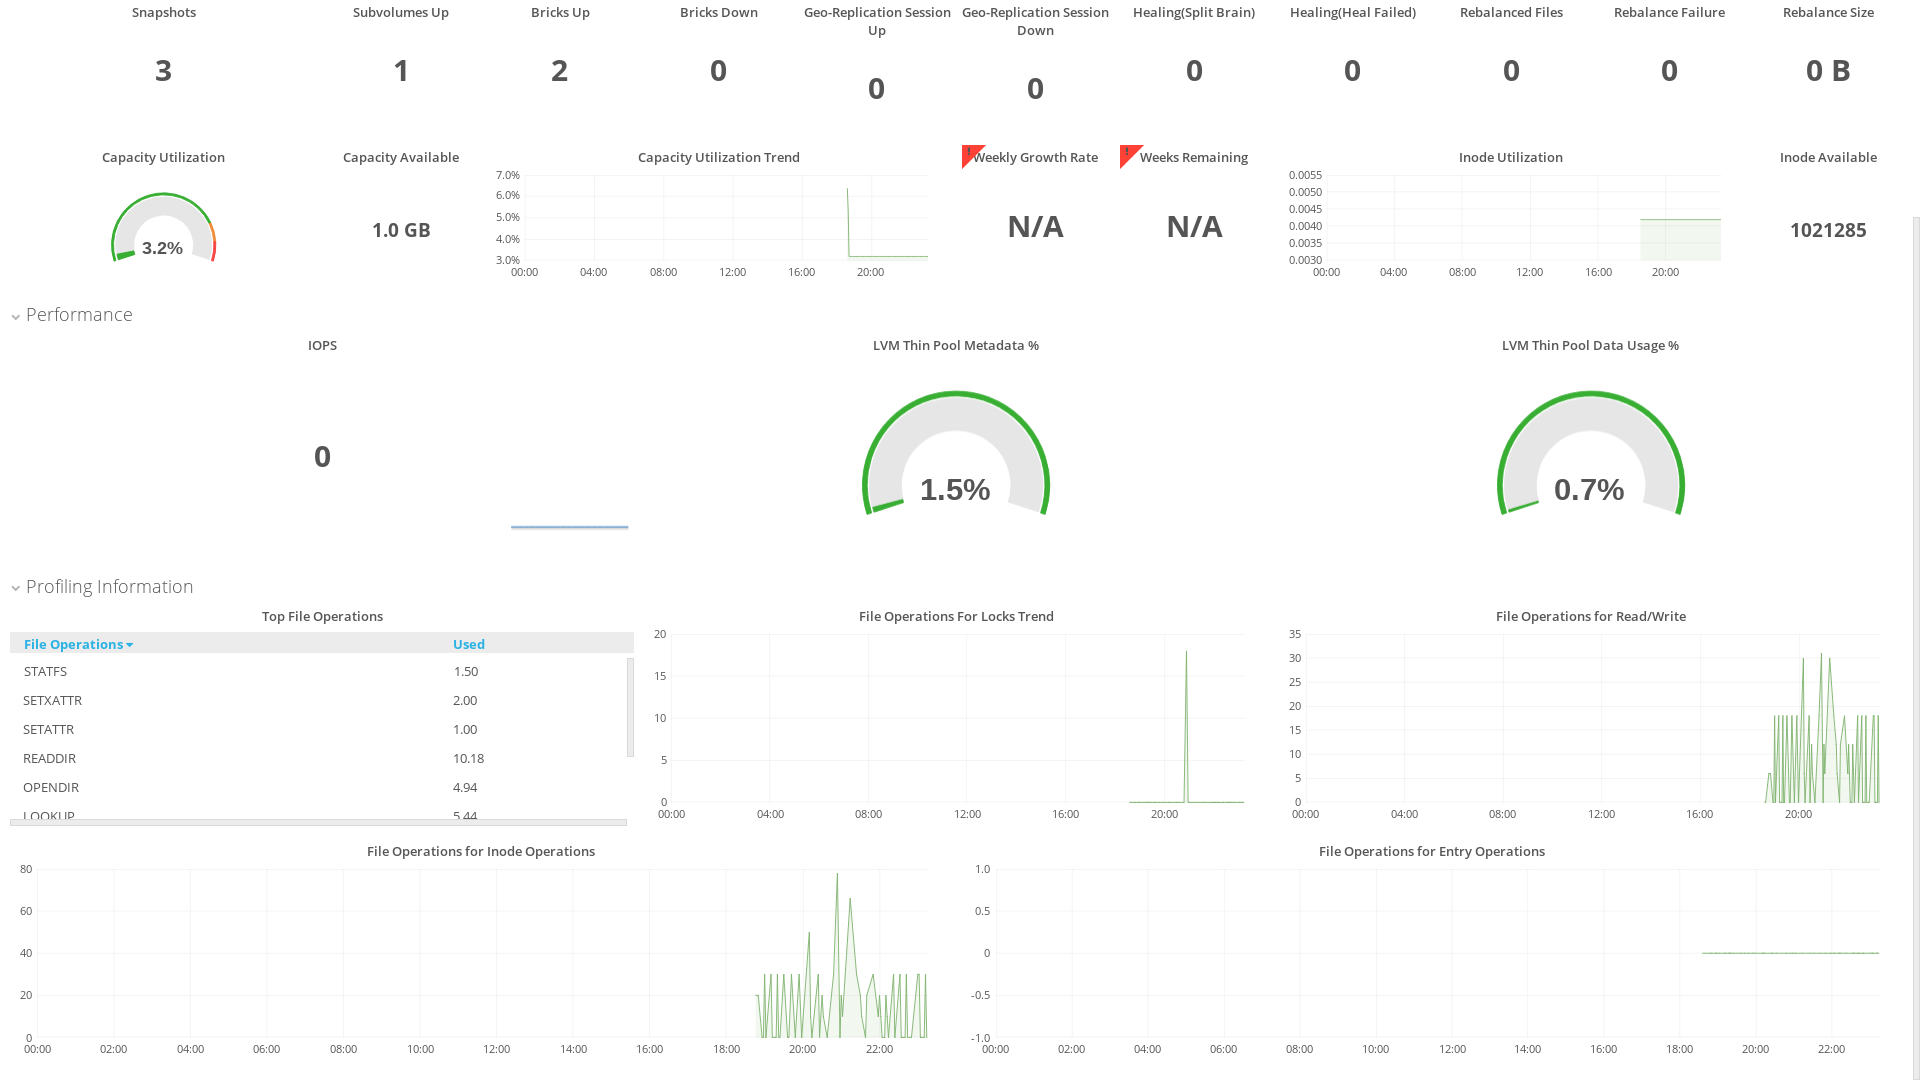 Snapshots
Subvolumes Up
Bricks Up
Bricks Down
Geo-Replication Session
Up
Geo-Replication Session
Down
Healing(Split Brain)
Healing(Heal Failed)
Rebalanced Files
Rebalance Failure
Rebalance Size
3
1
2
0
0
0
0
0
0
0
0 B
Capacity Utilization
Capacity Available
Capacity Utilization Trend
! Weekly Growth Rate
! Weeks Remaining
Inode Utilization
Inode Available
3.2%
1.0 GB
7.0%
6.0%
5.0%
4.0%
3.0%
00:00 04:00 08:00 12:00 16:00 20:00
N/A
N/A
0.0055
0.0050
0.0045
0.0040
0.0035
0.0030
00:00 04:00 08:00 12:00 16:00 20:00
1021285
Performance
IOPS
LVM Thin Pool Metadata %
LVM Thin Pool Data Usage %
0
1.5%
0.7%
Profiling Information
Top File Operations
File Operations Used
STATFS 1.50
SETXATTR 2.00
SETATTR 1.00
READDIR 10.18
OPENDIR 4.94
LOOKUP 5.44
File Operations For Locks Trend
20
15
10
5
0
00:00 04:00 08:00 12:00 16:00 20:00
File Operations for Read/Write
35
30
25
20
15
10
5
0
00:00 04:00 08:00 12:00 16:00 20:00
File Operations for Inode Operations
80
60
40
20
0
00:00 02:00 04:00 06:00 08:00 10:00 12:00 14:00 16:00 18:00 20:00 22:00
File Operations for Entry Operations
1.0
0.5
0
-0.5
-1.0
00:00 02:00 04:00 06:00 08:00 10:00 12:00 14:00 16:00 18:00 20:00 22:00